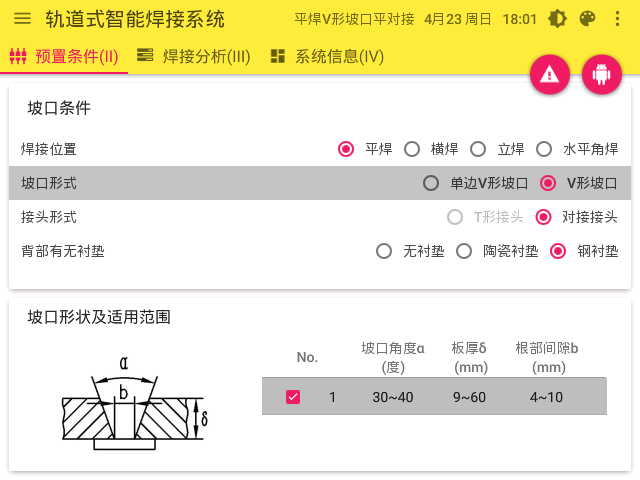 轨道式智能焊接系统 平焊V形坡口平对接 4月23 周日 18:01
预置条件(II) 焊接分析(III) 系统信息(IV)
坡口条件
焊接位置 平焊 横焊 立焊 水平角焊
坡口形式 单边V形坡口 V形坡口
接头形式 T形接头 对接接头
背部有无衬垫 无衬垫 陶瓷衬垫 钢衬垫
坡口形状及适用范围
No. 坡口角度α (度) 板厚δ (mm) 根部间隙b (mm)
1 30~40 9~60 4~10
α
b
δ